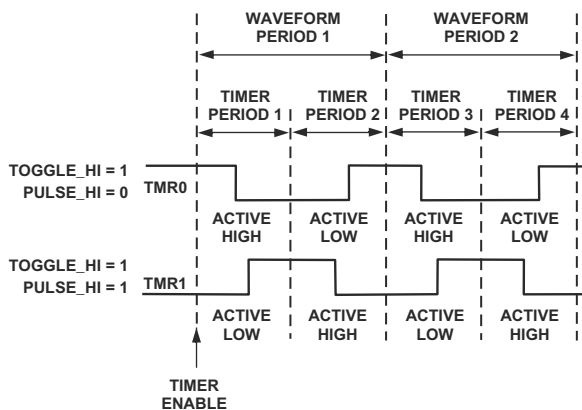 WAVEFORM
PERIOD 1
WAVEFORM
PERIOD 2
TIMER
PERIOD 1
TIMER
PERIOD 2
TIMER
PERIOD 3
TIMER
PERIOD 4
TOGGLE_HI = 1
PULSE_HI = 0
TMR0
ACTIVE
HIGH
ACTIVE
LOW
ACTIVE
HIGH
ACTIVE
LOW
TOGGLE_HI = 1
PULSE_HI = 1
TMR1
ACTIVE
LOW
ACTIVE
HIGH
ACTIVE
LOW
ACTIVE
HIGH
TIMER
ENABLE